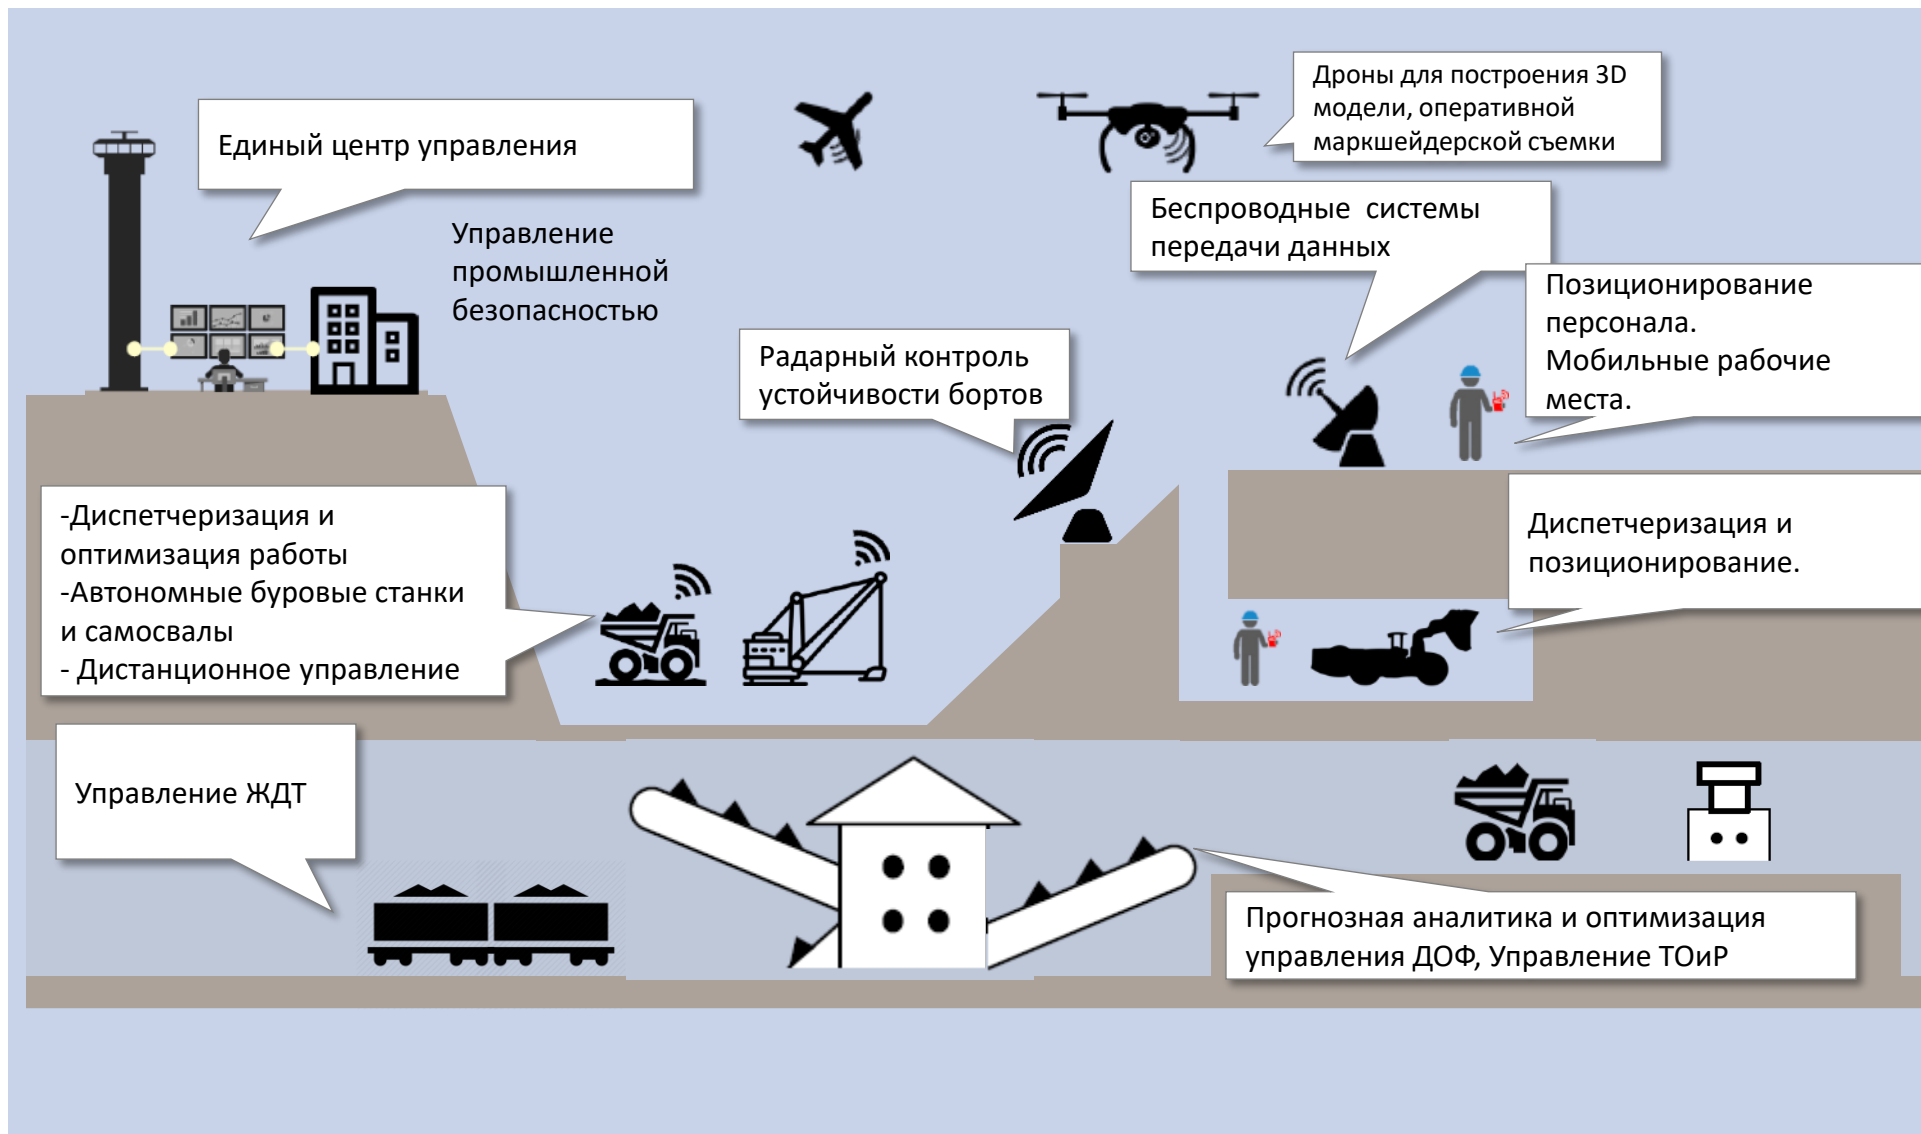 Единый центр управления
Дроны для построения 3D
модели, оперативной
маркшейдерской съемки
Беспроводные  системы
передачи данных
Управление
промышленной
безопасностью
Позиционирование
персонала.
Мобильные рабочие
места.
Радарный контроль
устойчивости бортов
-Диспетчеризация и
оптимизация работы
-Автономные буровые станки
и самосвалы
- Дистанционное управление
Диспетчеризация и
позиционирование.
Управление ЖДТ
Прогнозная аналитика и оптимизация
управления ДОФ, Управление ТОиР